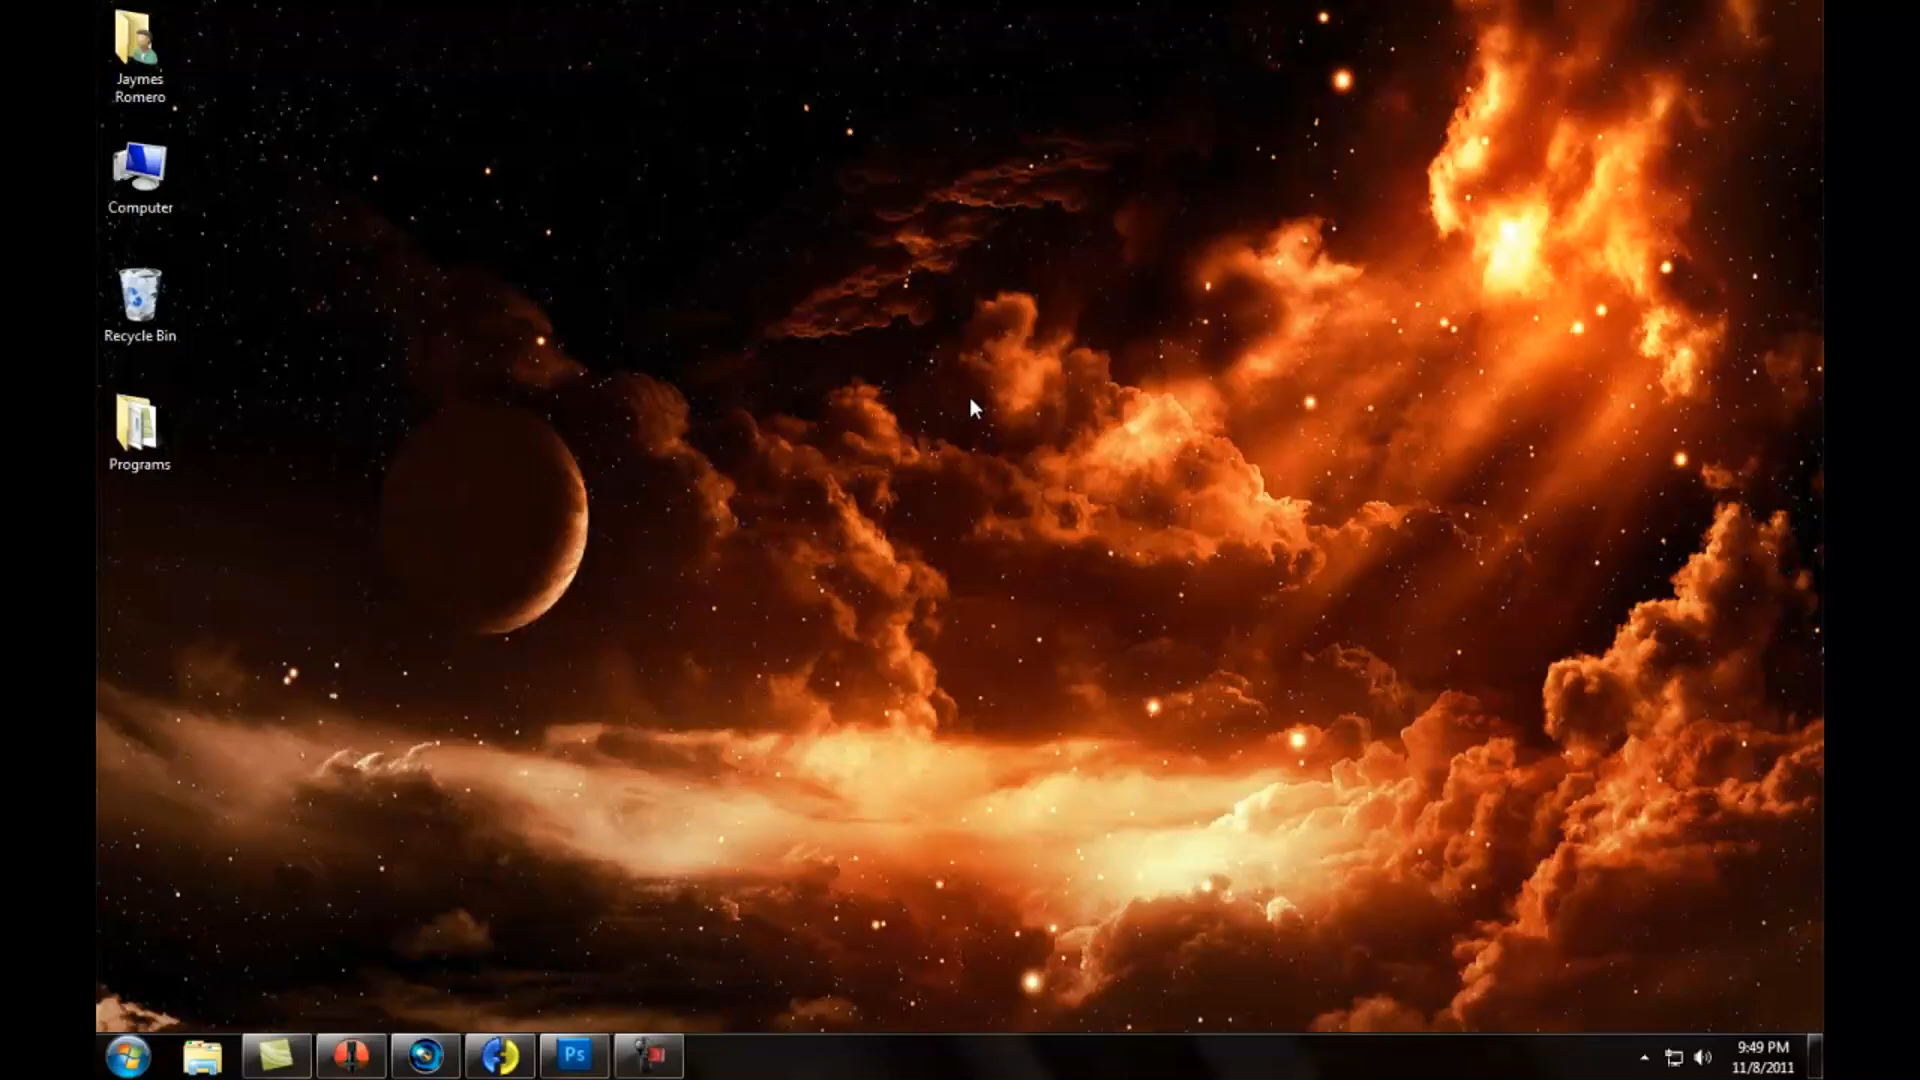 Jaymes
Romero
Computer
Recycle Bin
Programs
Ps
9:49 PM
11/8/2011